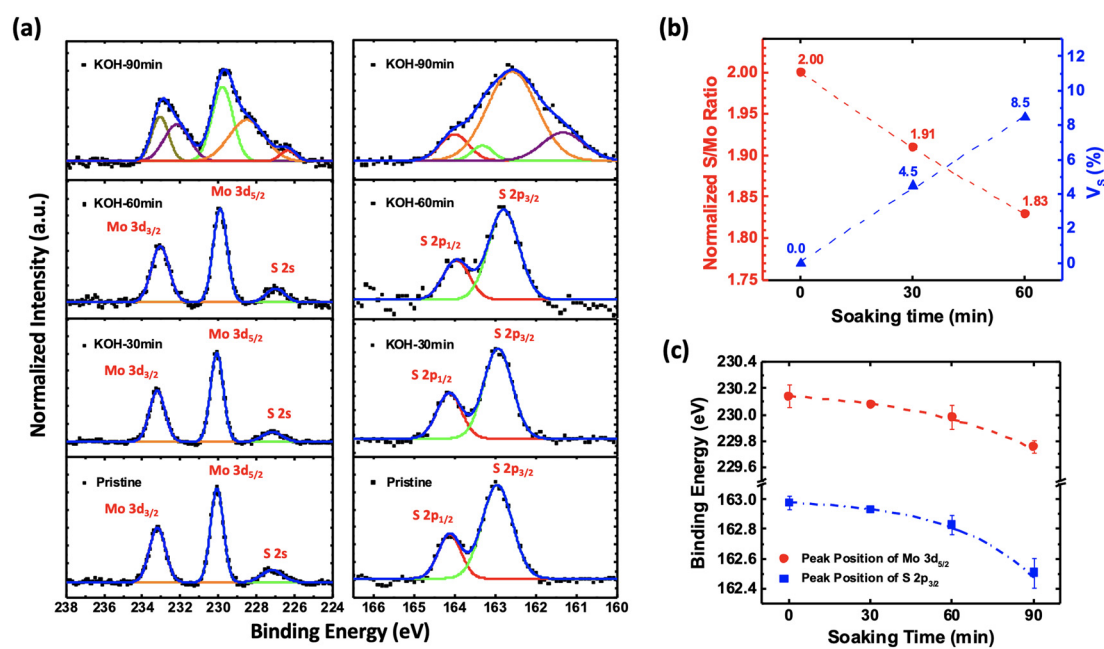 (a)
Normalized Intensity (a.u.)
KOH-90min
KOH-60min
Mo 3d3/2
Mo 3d5/2
S 2s
KOH-30min
Mo 3d3/2
Mo 3d5/2
S 2s
Pristine
Mo 3d3/2
Mo 3d5/2
S 2s
238 236 234 232 230 228 226 224
KOH-90min
KOH-60min
S 2p1/2
S 2p3/2
KOH-30min
S 2p1/2
S 2p3/2
Pristine
S 2p1/2
S 2p3/2
166 165 164 163 162 161 160
Binding Energy (eV)
(b)
Normalized S/Mo Ratio
2.00
1.95
1.90
1.85
1.80
1.75
2.00
1.91
1.83
0.0
4.5
8.5
12
10
8
6
4
2
0
VS (%)
0 30 60
Soaking time (min)
(c)
Binding Energy (eV)
230.4
230.2
230.0
229.8
229.6
163.0
162.8
162.6
162.4
Peak Position of Mo 3d5/2
Peak Position of S 2p3/2
0 30 60 90
Soaking Time (min)